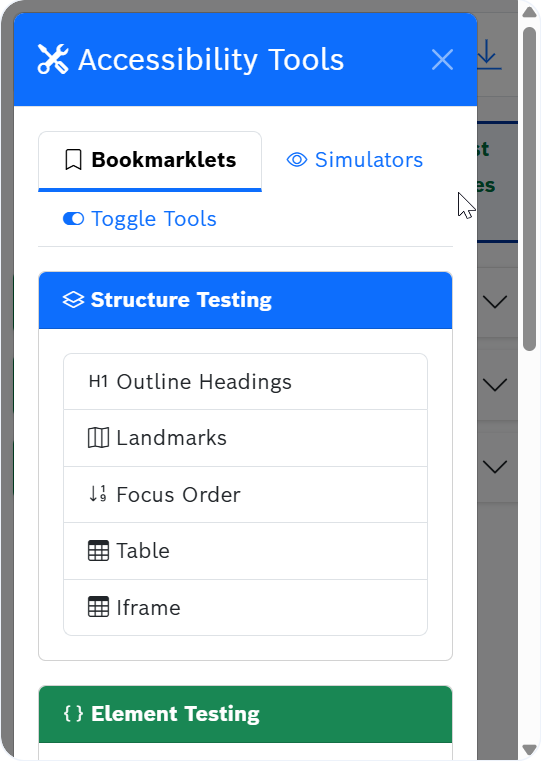 Accessibility Tools
Bookmarklets
Simulators
Toggle Tools
st
es
Structure Testing
H1 Outline Headings
Landmarks
Focus Order
Table
Iframe
{ } Element Testing